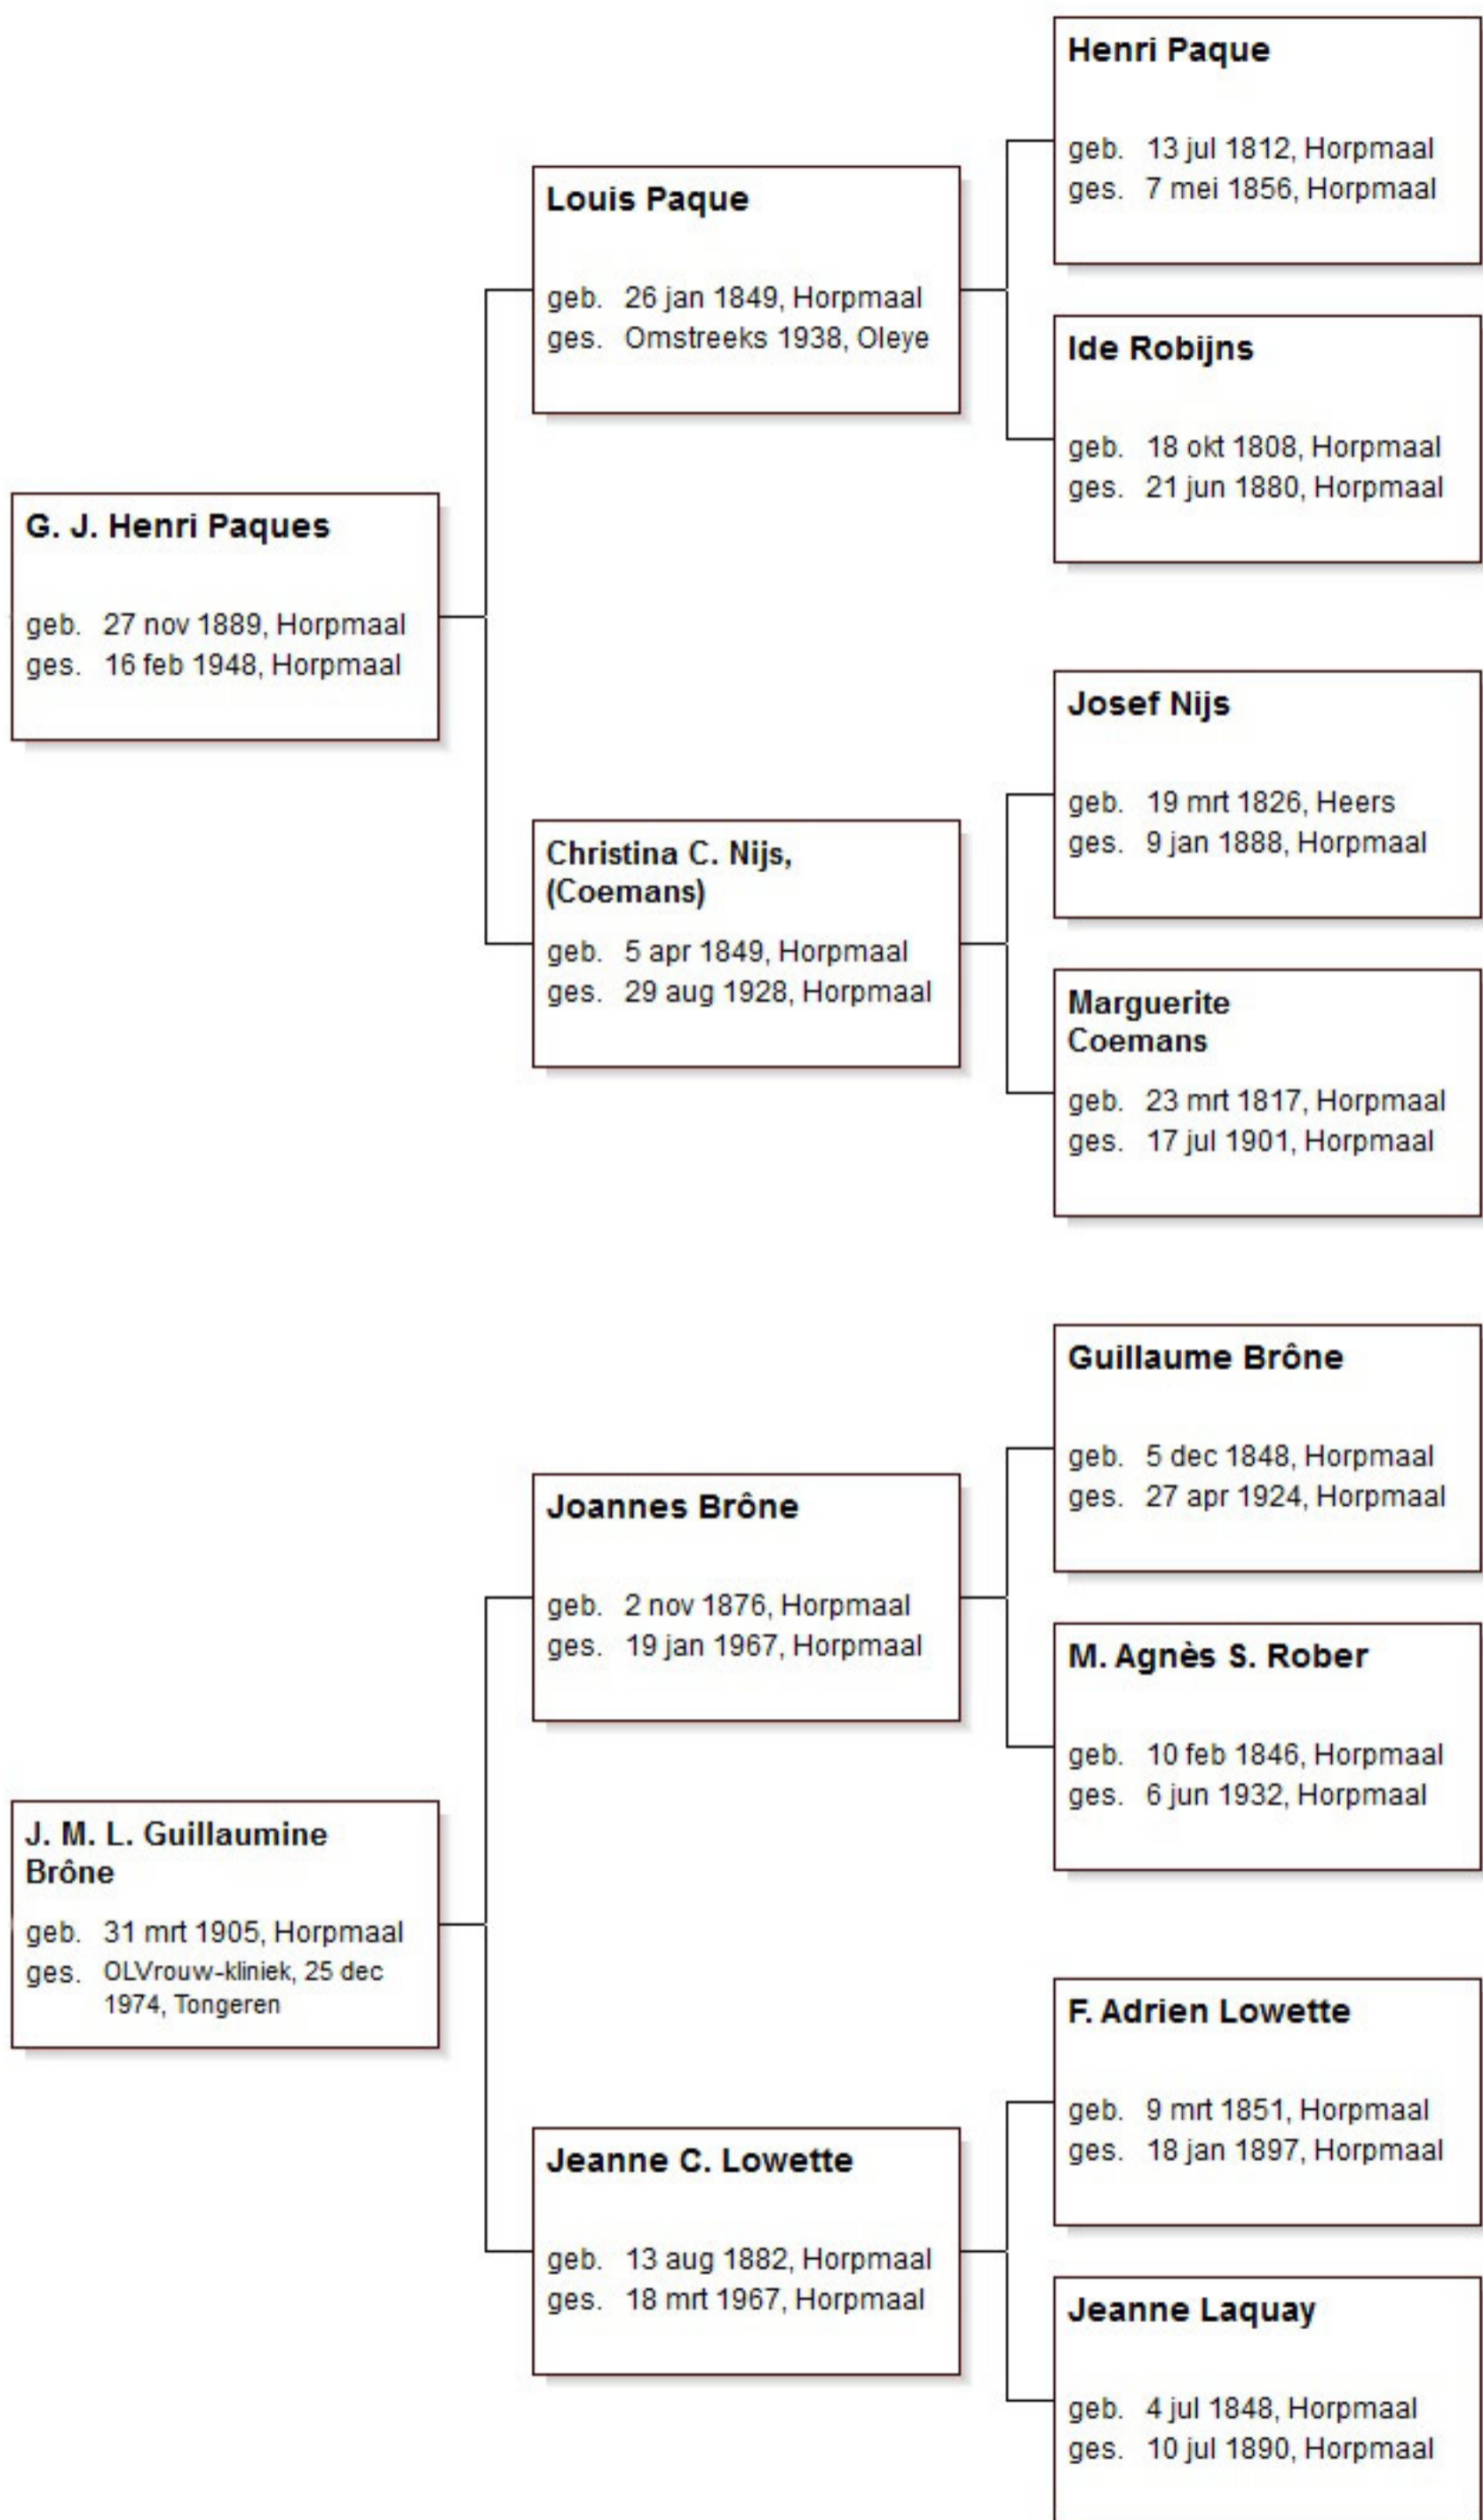 Henri Paque
geb. 13 jul 1812, Horpmaal
ges. 7 mei 1856, Horpmaal
Louis Paque
geb. 26 jan 1849, Horpmaal
ges. Omstreeks 1938, Oleye
Ide Robijns
geb. 18 okt 1808, Horpmaal
ges. 21 jun 1880, Horpmaal
G. J. Henri Paques
geb. 27 nov 1889, Horpmaal
ges. 16 feb 1948, Horpmaal
Josef Nijs
geb. 19 mrt 1826, Heers
ges. 9 jan 1888, Horpmaal
Christina C. Nijs,
(Coemans)
geb. 5 apr 1849, Horpmaal
ges. 29 aug 1928, Horpmaal
Marguerite
Coemans
geb. 23 mrt 1817, Horpmaal
ges. 17 jul 1901, Horpmaal
Guillaume Brône
geb. 5 dec 1848, Horpmaal
ges. 27 apr 1924, Horpmaal
Joannes Brône
geb. 2 nov 1876, Horpmaal
ges. 19 jan 1967, Horpmaal
M. Agnès S. Rober
geb. 10 feb 1846, Horpmaal
ges. 6 jun 1932, Horpmaal
J. M. L. Guillaumine
Brône
geb. 31 mrt 1905, Horpmaal
ges. OLVrouw-kliniek, 25 dec
1974, Tongeren
F. Adrien Lowette
geb. 9 mrt 1851, Horpmaal
ges. 18 jan 1897, Horpmaal
Jeanne C. Lowette
geb. 13 aug 1882, Horpmaal
ges. 18 mrt 1967, Horpmaal
Jeanne Laquay
geb. 4 jul 1848, Horpmaal
ges. 10 jul 1890, Horpmaal